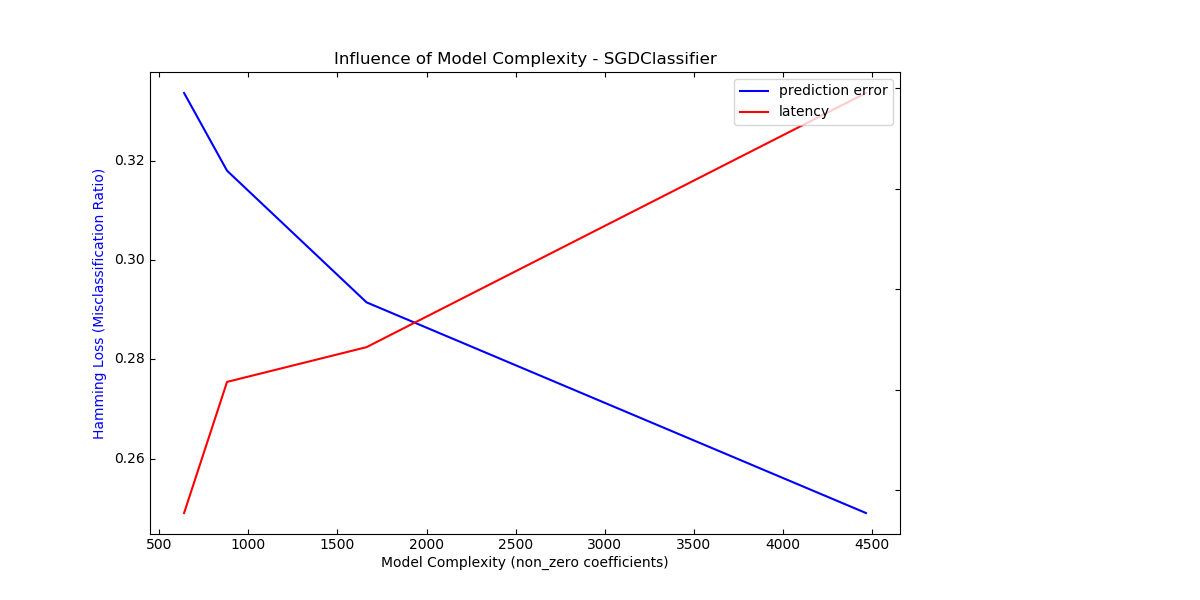 Influence of Model Complexity - SGDClassifier
prediction error
latency
Hamming Loss (Misclassification Ratio)
0.32
0.30
0.28
0.26
500 1000 1500 2000 2500 3000 3500 4000 4500
Model Complexity (non_zero coefficients)